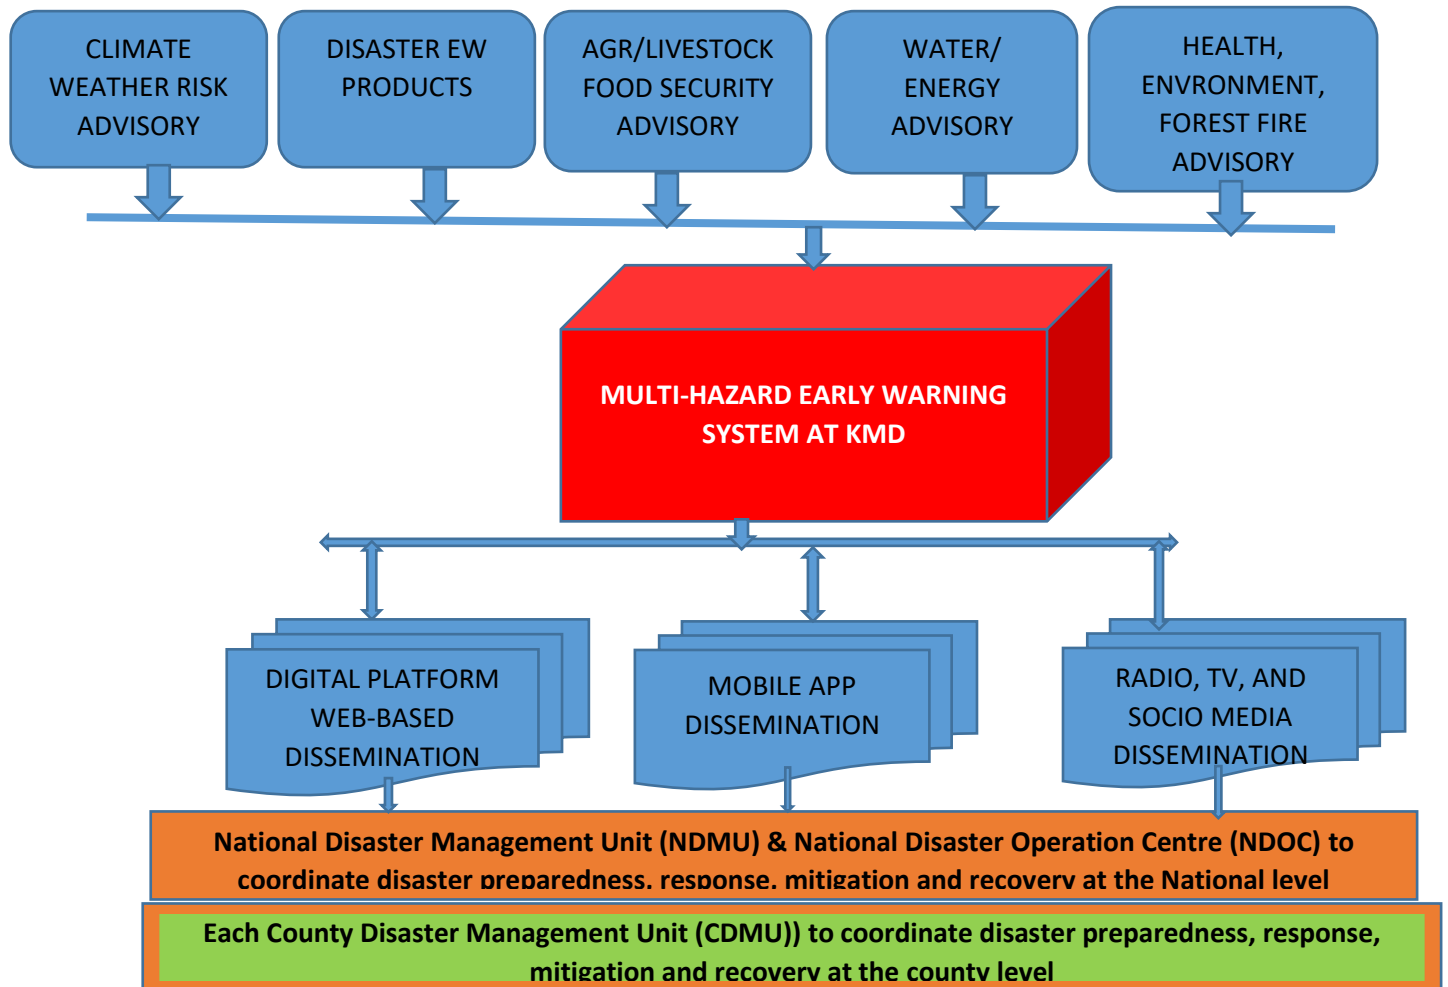 CLIMATE
WEATHER RISK
ADVISORY
DISASTER EW
PRODUCTS
AGR/LIVESTOCK
FOOD SECURITY
ADVISORY
WATER/
ENERGY
ADVISORY
HEALTH,
ENVRONMENT,
FOREST FIRE
ADVISORY
MULTI-HAZARD EARLY WARNING
SYSTEM AT KMD
DIGITAL PLATFORM
WEB-BASED
DISSEMINATION
MOBILE APP
DISSEMINATION
RADIO, TV, AND
SOCIO MEDIA
DISSEMINATION
National Disaster Management Unit (NDMU) & National Disaster Operation Centre (NDOC) to
coordinate disaster preparedness, response, mitigation and recovery at the National level
Each County Disaster Management Unit (CDMU)) to coordinate disaster preparedness, response,
mitigation and recovery at the county level